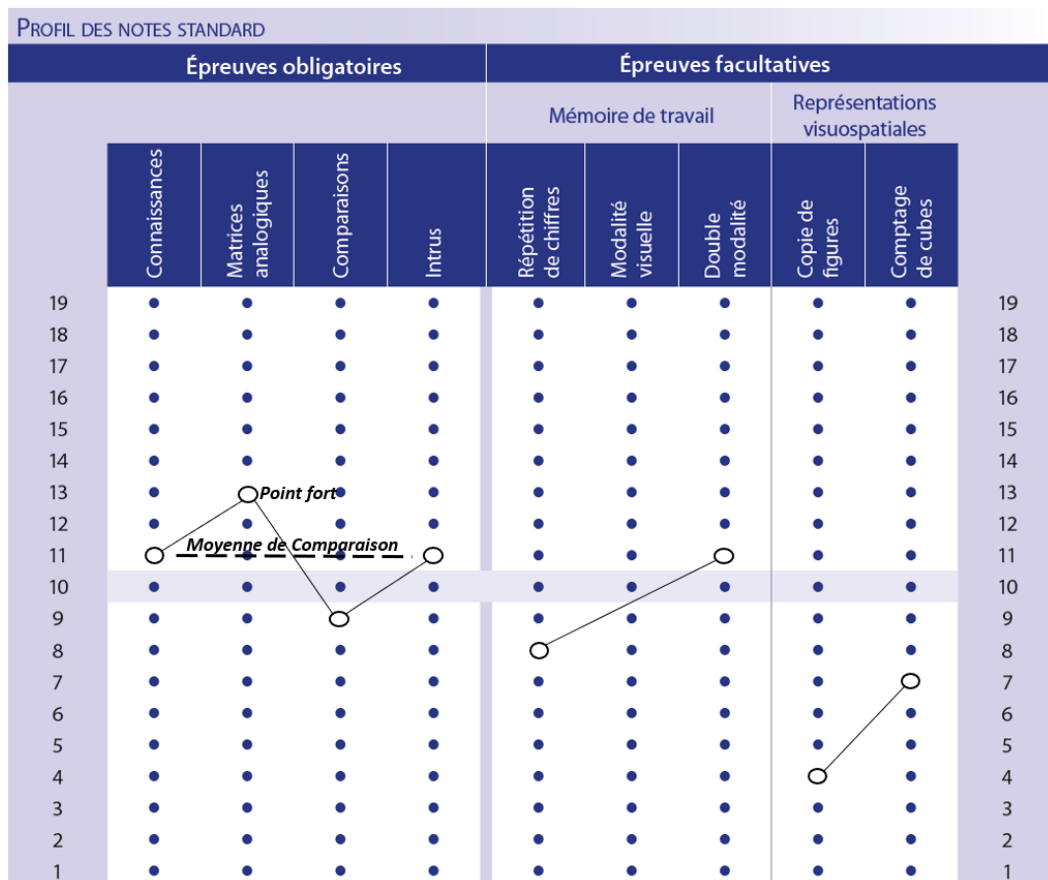 PROFIL DES NOTES STANDARD
Épreuves obligatoires
Épreuves facultatives
Mémoire de travail
Représentations
visuospatiales
Connaissances
Matrices
analogiques
Comparaisons
Intrus
Répétition
de chiffres
Modalité
visuelle
Double
modalité
Copie de
figures
Comptage
de cubes
19 19
18 18
17 17
16 16
15 15
14 14
13 Point fort 13
12 12
Moyenne de Comparaison
11 11
10 10
9 9
8 8
7 7
6 6
5 5
4 4
3 3
2 2
1 1